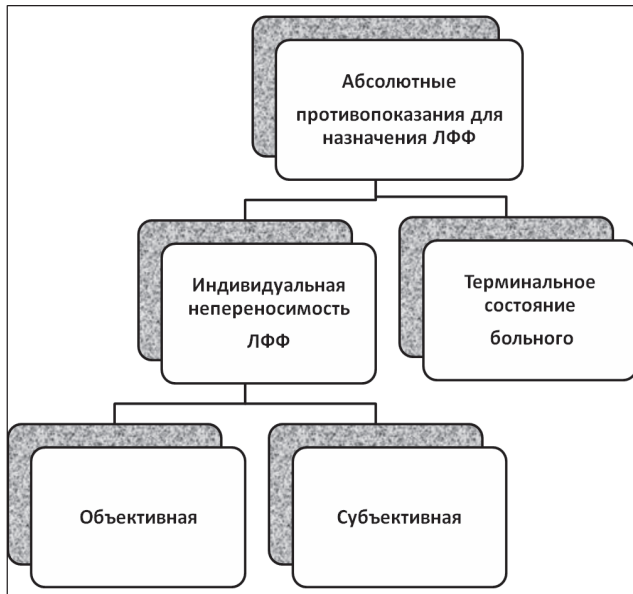 Абсолютные
противопоказания для
назначения ЛФФ
Индивидуальная
непереносимость
ЛФФ
Терминальное
состояние
больного
Объективная
Субъективная